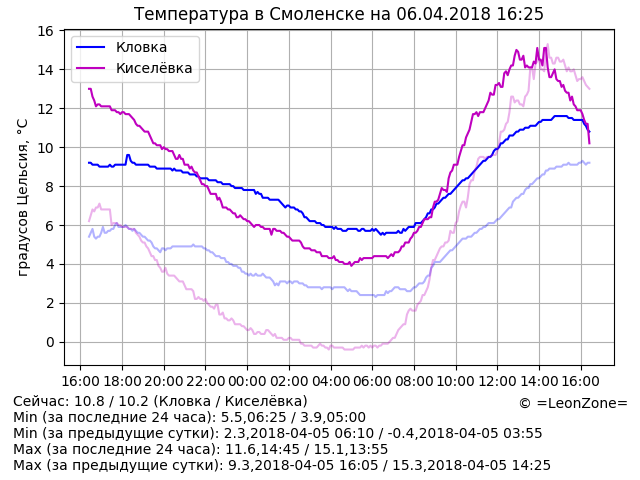 Температура в Смоленске на 06.04.2018 16:25
Кловка
Киселёвка
градусов Цельсия, °C
16
14
12
10
8
6
4
2
0
16:00 18:00 20:00 22:00 00:00 02:00 04:00 06:00 08:00 10:00 12:00 14:00 16:00
Сейчас: 10.8 / 10.2 (Кловка / Киселёвка)
© =LeonZone=
Min (за последние 24 часа): 5.5,06:25 / 3.9,05:00
Min (за предыдущие сутки): 2.3,2018-04-05 06:10 / -0.4,2018-04-05 03:55
Max (за последние 24 часа): 11.6,14:45 / 15.1,13:55
Max (за предыдущие сутки): 9.3,2018-04-05 16:05 / 15.3,2018-04-05 14:25